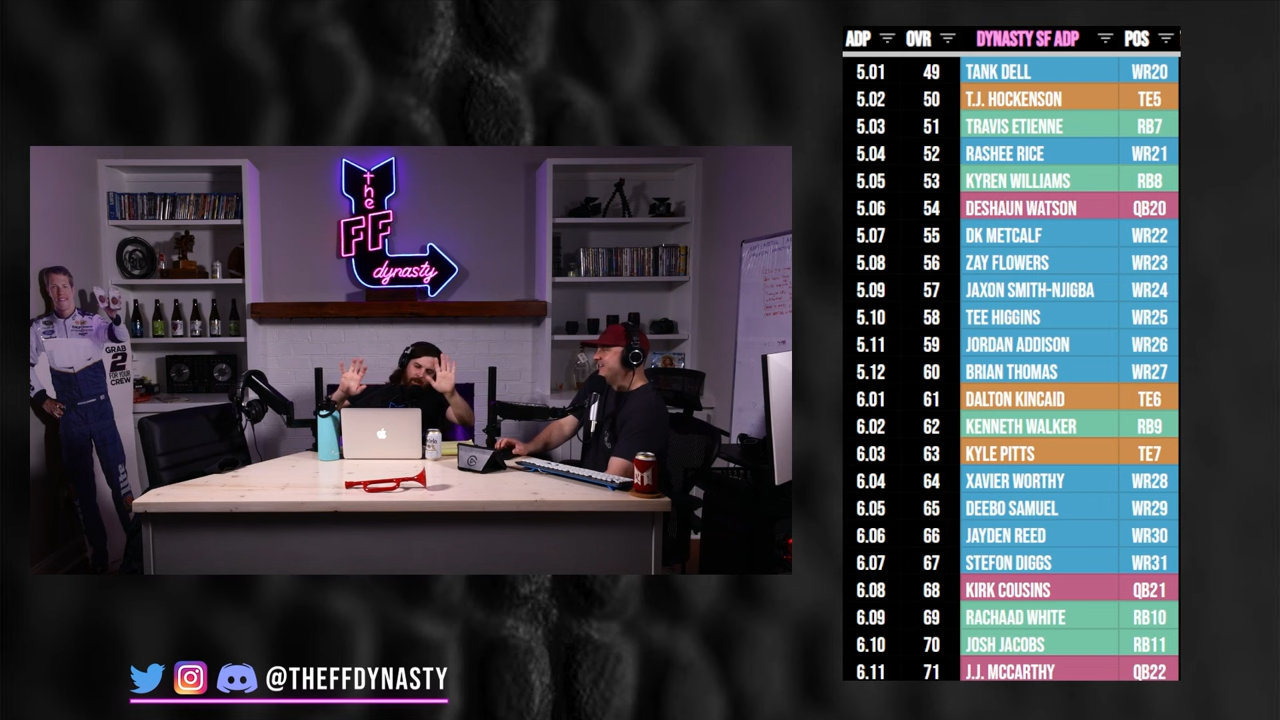 the
FF
dynasty
GRAB
2
FOR YOUR
CREW
@THEFFDYNASTY
ADP OVR DYNASTY SF ADP POS
5.01 49 TANK DELL WR20
5.02 50 T.J. HOCKENSON TE5
5.03 51 TRAVIS ETIENNE RB7
5.04 52 RASHEE RICE WR21
5.05 53 KYREN WILLIAMS RB8
5.06 54 DESHAUN WATSON QB20
5.07 55 DK METCALF WR22
5.08 56 ZAY FLOWERS WR23
5.09 57 JAXON SMITH-NJIGBA WR24
5.10 58 TEE HIGGINS WR25
5.11 59 JORDAN ADDISON WR26
5.12 60 BRIAN THOMAS WR27
6.01 61 DALTON KINCAID TE6
6.02 62 KENNETH WALKER RB9
6.03 63 KYLE PITTS TE7
6.04 64 XAVIER WORTHY WR28
6.05 65 DEEBO SAMUEL WR29
6.06 66 JAYDEN REED WR30
6.07 67 STEFON DIGGS WR31
6.08 68 KIRK COUSINS QB21
6.09 69 RACHAAD WHITE RB10
6.10 70 JOSH JACOBS RB11
6.11 71 J.J. MCCARTHY QB22